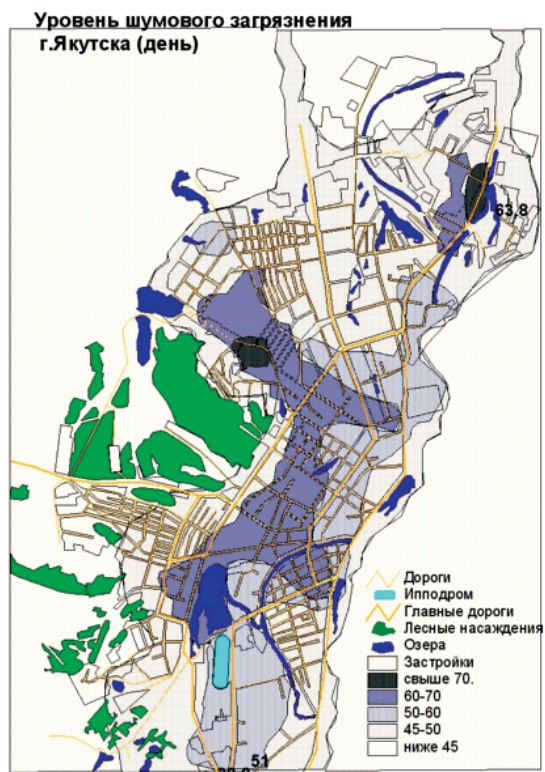 Уровень шумового загрязнения
г.Якутска (день)
63,8
Дороги
Ипподром
Главные дороги
Лесные насаждения
Озера
Застройки
свыше 70.
60-70
50-60
45-50
ниже 45
51